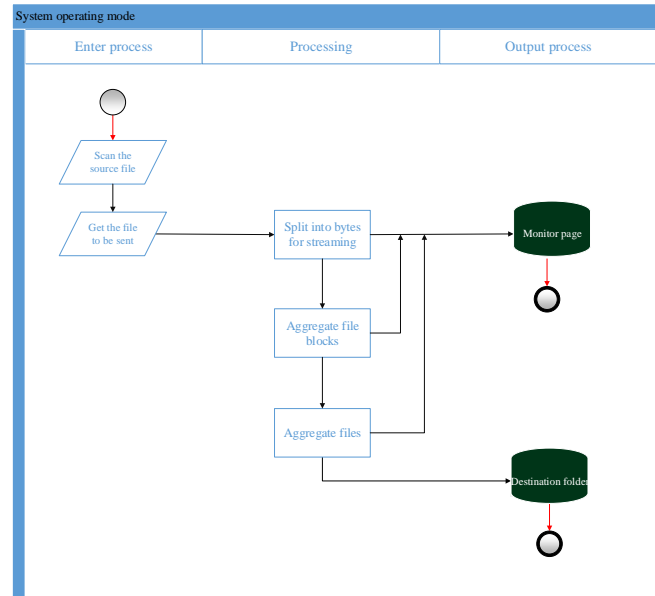 System operating mode
Enter process
Processing
Output process
Scan the
source file
Get the file
to be sent
Split into bytes
for streaming
Monitor page
Aggregate file
blocks
Aggregate files
Destination folder